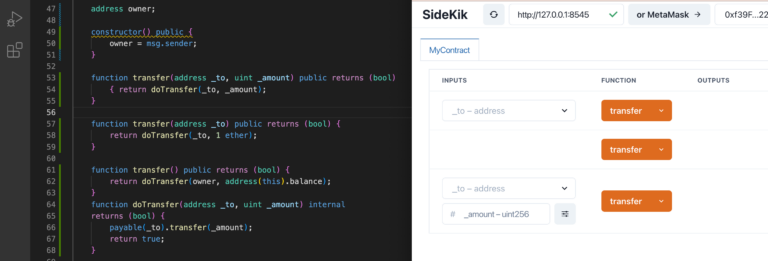 47 address owner;
48
49 constructor() public {
50 owner = msg.sender;
51 }
52
53 function transfer(address _to, uint _amount) public returns (bool)
54 { return doTransfer(_to, _amount);
55 }
56
57 function transfer(address _to) public returns (bool) {
58 return doTransfer(_to, 1 ether);
59 }
60
61 function transfer() public returns (bool) {
62 return doTransfer(owner, address(this).balance);
63 }
64 function doTransfer(address _to, uint _amount) internal
65 returns (bool) {
66 payable(_to).transfer(_amount);
67 return true;
68 }
SideKik
http://127.0.0.1:8545
or MetaMask →
0xf39F...22
MyContract
INPUTS FUNCTION OUTPUTS
_to – address transfer
transfer
_to – address
transfer
# _amount – uint256